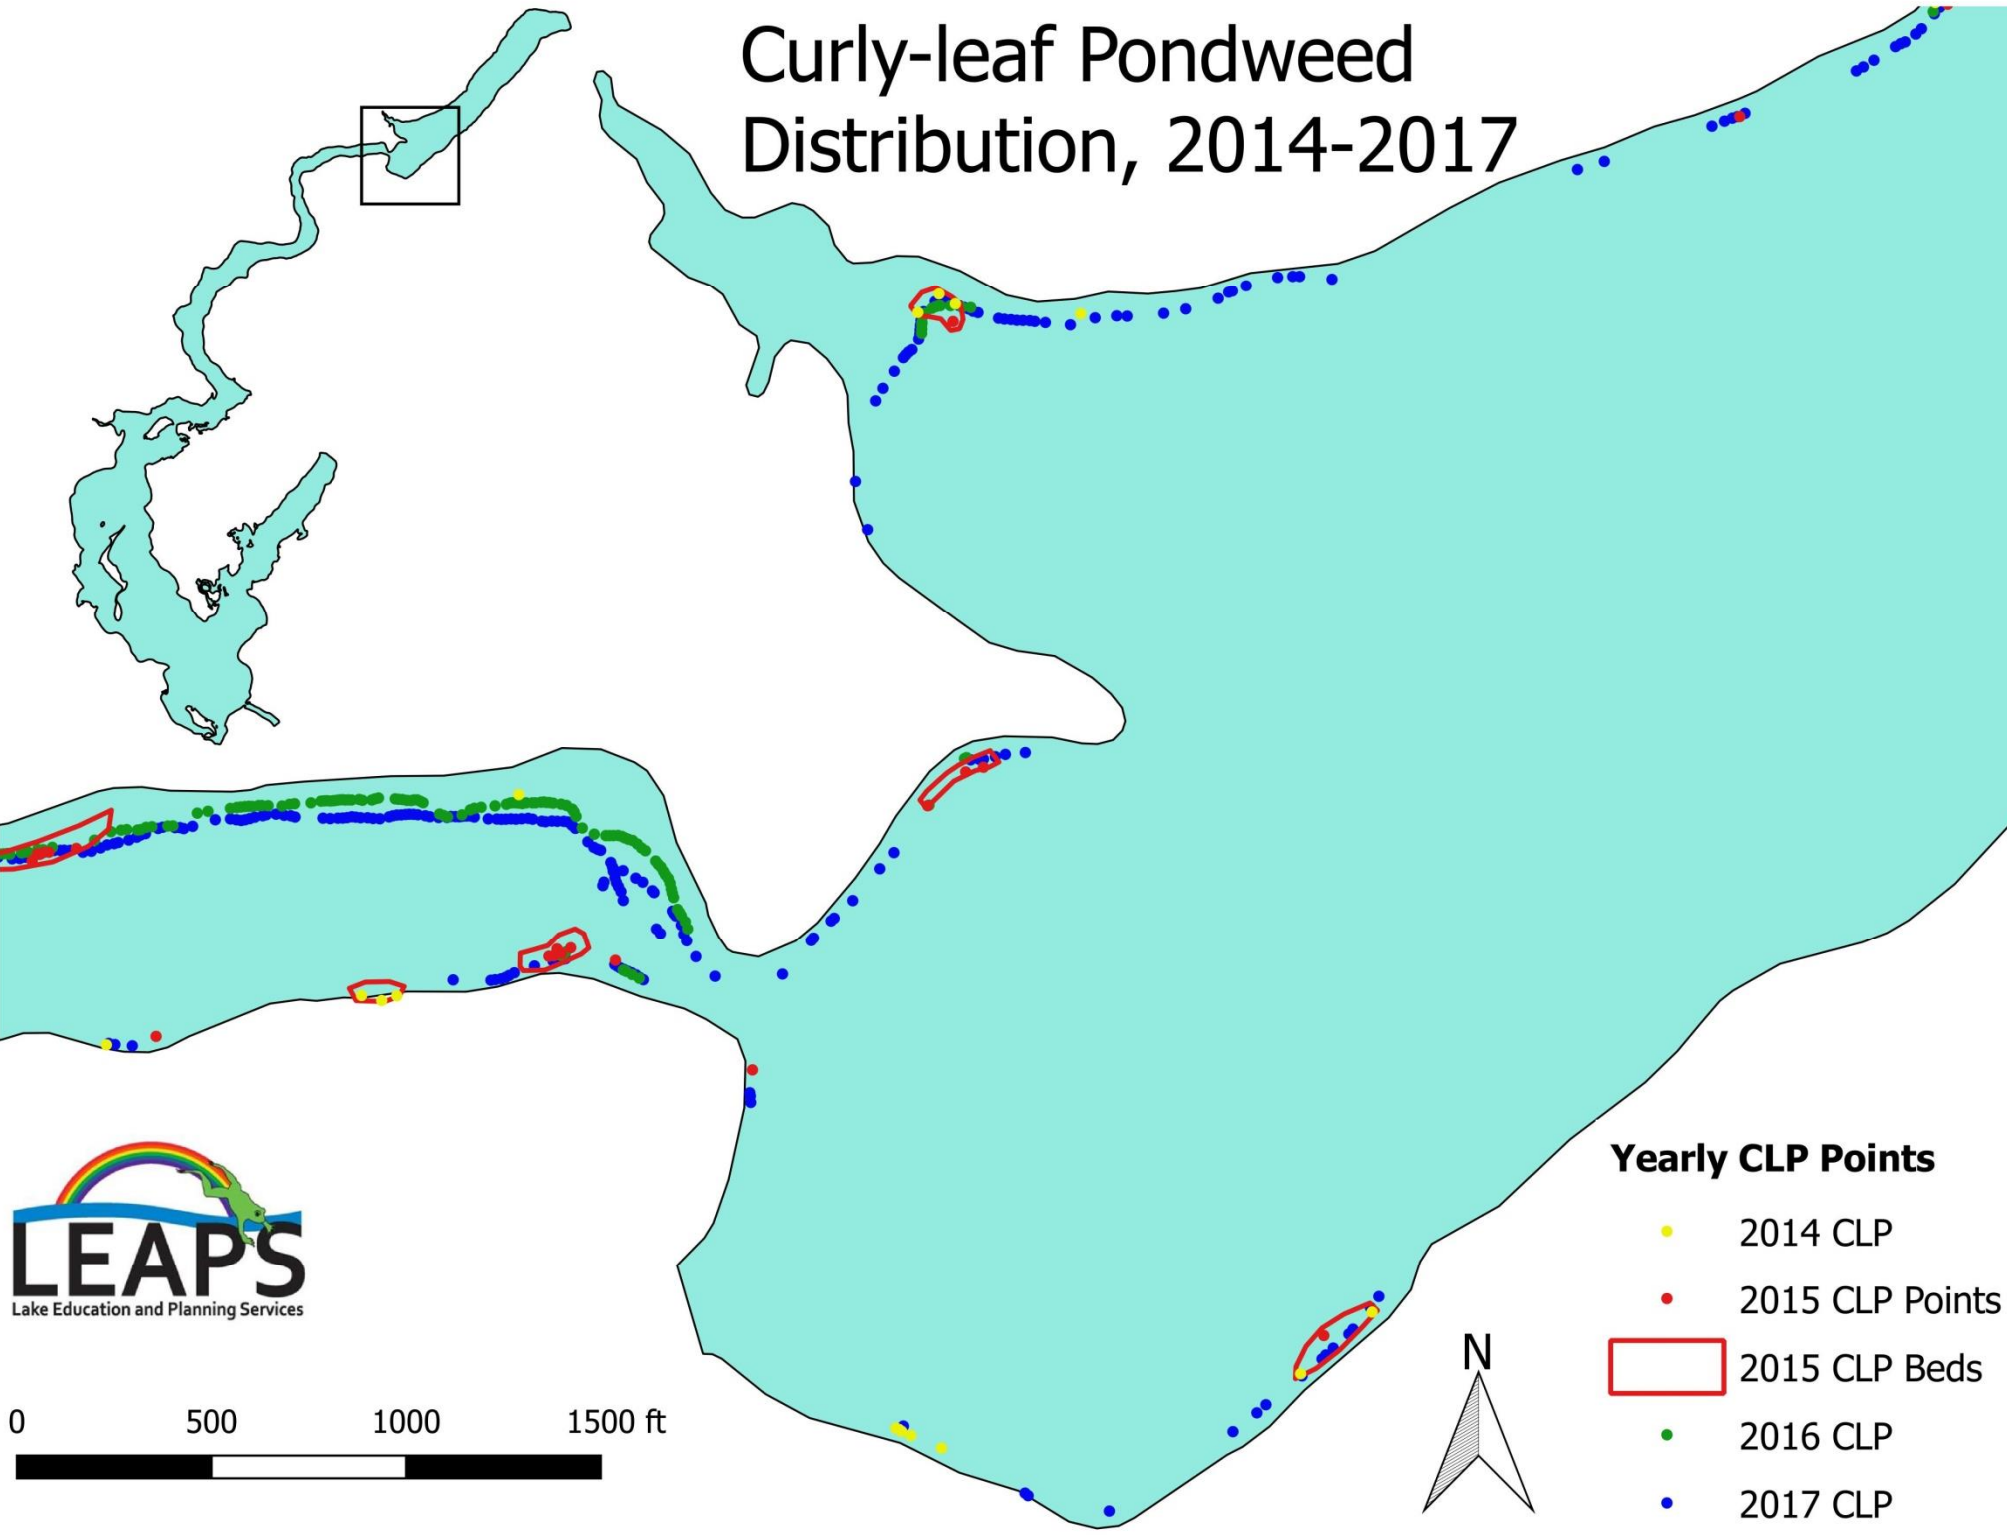 Curly-leaf Pondweed
Distribution, 2014-2017
LEAPS
Lake Education and Planning Services
0 500 1000 1500 ft
N
Yearly CLP Points
2014 CLP
2015 CLP Points
2015 CLP Beds
2016 CLP
2017 CLP